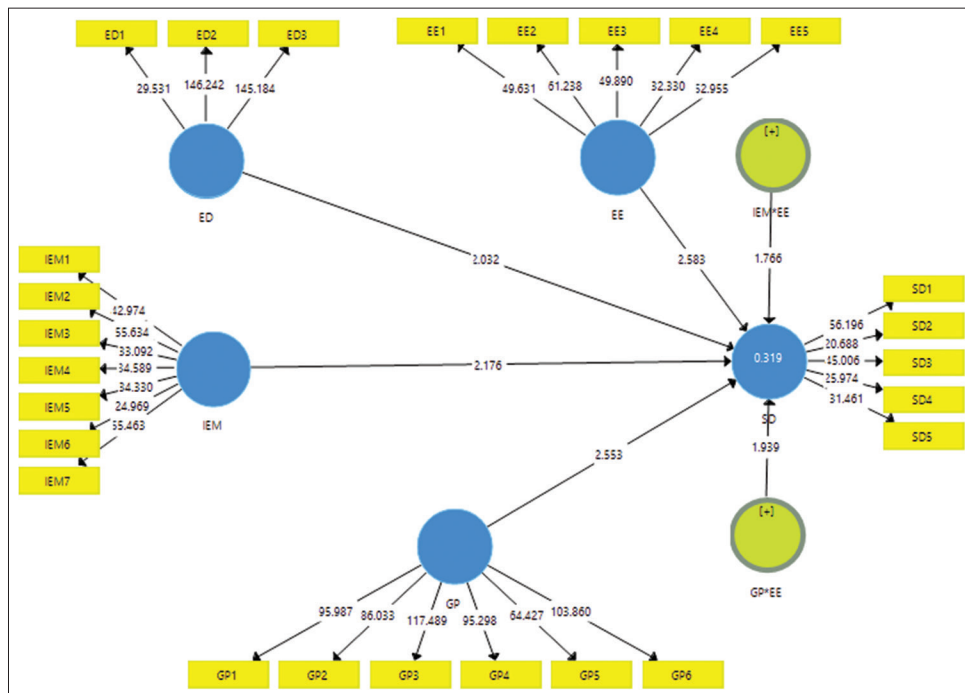 ED1
ED2
ED3
EE1
EE2
EE3
EE4
EE5
29.531
146.242
145.184
49.631
61.238
49.890
32.330
52.955
[+]
ED
EE
IEM*EE
IEM1
IEM2
IEM3
IEM4
IEM5
IEM6
IEM7
42.974
55.634
33.092
34.589
34.330
24.969
55.463
IEM
2.032
2.583
1.766
2.176
0.319
SD
56.196
20.688
45.006
25.974
31.461
SD1
SD2
SD3
SD4
SD5
2.553
1.939
[+]
GP
GP*EE
95.987
86.033
117.489
95.298
64.427
103.860
GP1
GP2
GP3
GP4
GP5
GP6